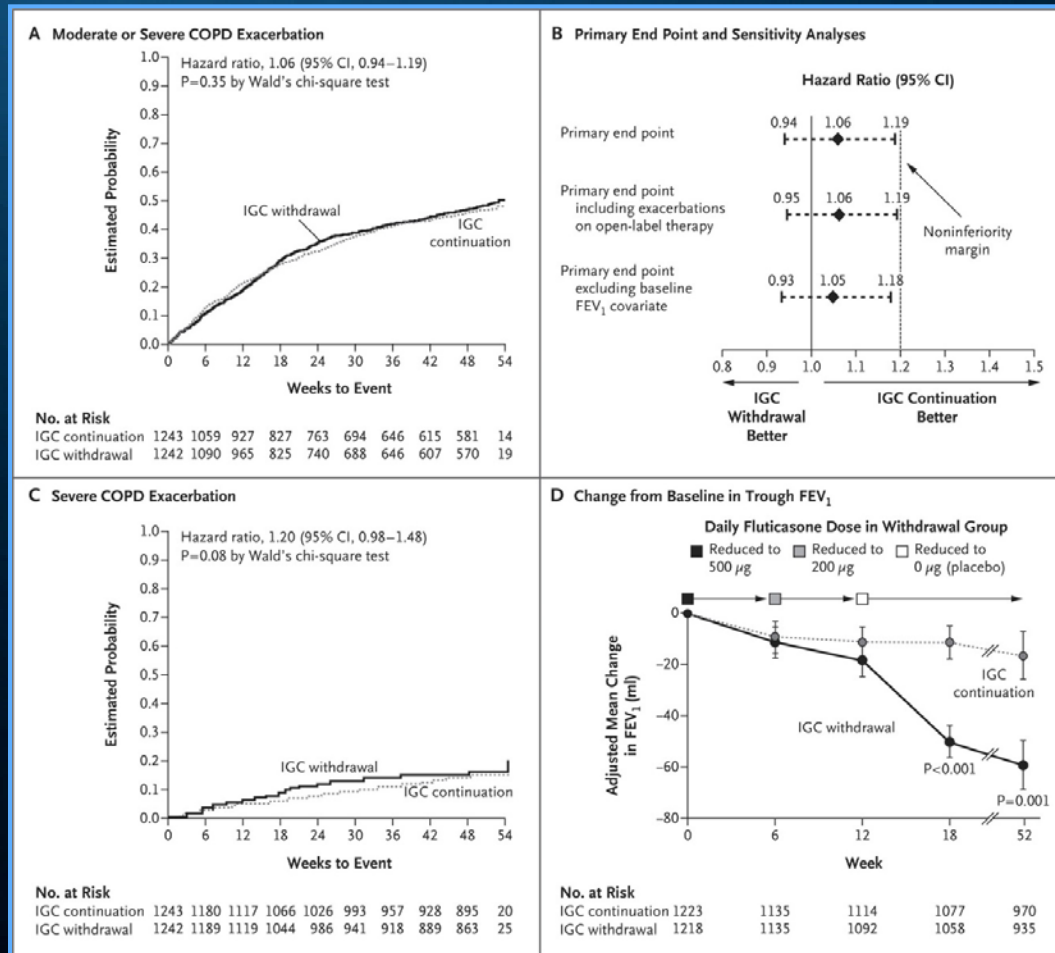 A Moderate or Severe COPD Exacerbation
Hazard ratio, 1.06 (95% CI, 0.94–1.19)
P=0.35 by Wald's chi-square test
Estimated Probability
1.0
0.9
0.8
0.7
0.6
0.5
0.4
0.3
0.2
0.1
0.0
IGC withdrawal
IGC
continuation
0 6 12 18 24 30 36 42 48 54
Weeks to Event
No. at Risk
IGC continuation 1243 1059 927 827 763 694 646 615 581 14
IGC withdrawal 1242 1090 965 825 740 688 646 607 570 19
B Primary End Point and Sensitivity Analyses
Hazard Ratio (95% CI)
Primary end point
0.94 1.06 1.19
Primary end point
including exacerbations
on open-label therapy
0.95 1.06 1.19
Noninferiority
margin
Primary end point
excluding baseline
FEV₁ covariate
0.93 1.05 1.18
0.8 0.9 1.0 1.1 1.2 1.3 1.4 1.5
IGC
Withdrawal
Better
IGC Continuation
Better
C Severe COPD Exacerbation
Hazard ratio, 1.20 (95% CI, 0.98–1.48)
P=0.08 by Wald's chi-square test
Estimated Probability
1.0
0.9
0.8
0.7
0.6
0.5
0.4
0.3
0.2
0.1
0.0
IGC withdrawal
IGC continuation
0 6 12 18 24 30 36 42 48 54
Weeks to Event
No. at Risk
IGC continuation 1243 1180 1117 1066 1026 993 957 928 895 20
IGC withdrawal 1242 1189 1119 1044 986 941 918 889 863 25
D Change from Baseline in Trough FEV₁
Daily Fluticasone Dose in Withdrawal Group
Reduced to
500 µg
Reduced to
200 µg
Reduced to
0 µg (placebo)
Adjusted Mean Change
in FEV₁ (ml)
0
−20
−40
−60
−80
IGC
continuation
IGC withdrawal
P<0.001
P=0.001
0 6 12 18 52
Week
No. at Risk
IGC continuation 1223 1135 1114 1077 970
IGC withdrawal 1218 1135 1092 1058 935